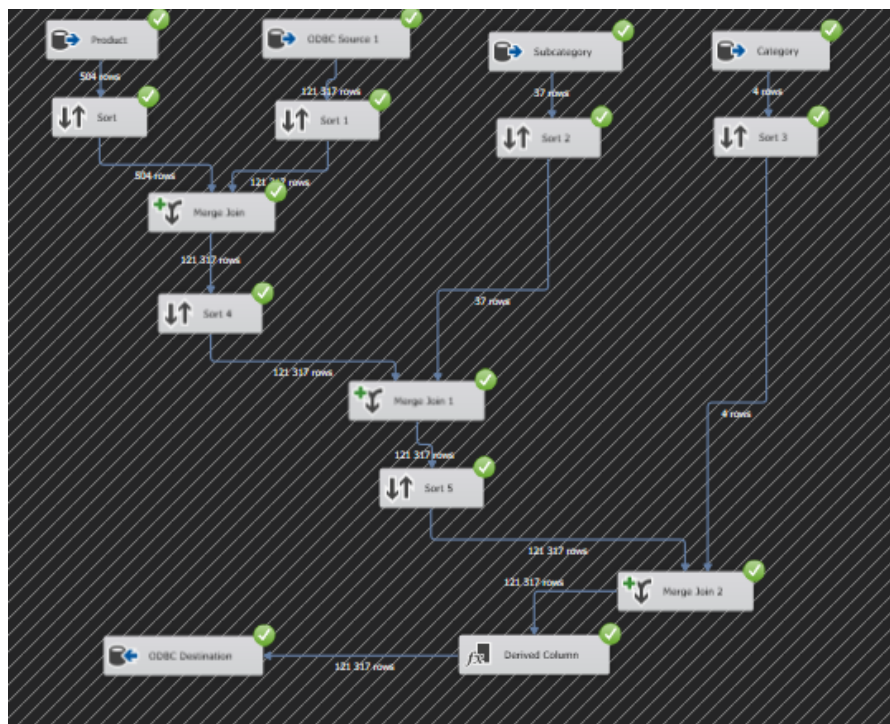 Product
ODBC Source 1
Subcategory
Category
504 rows
121 317 rows
37 rows
4 rows
Sort
Sort 1
Sort 2
Sort 3
504 rows
121 317 rows
Merge Join
121 317 rows
37 rows
Sort 4
121 317 rows
Merge Join 1
4 rows
121 317 rows
Sort 5
121 317 rows
121 317 rows
Merge Join 2
ODBC Destination
121 317 rows
fx
Derived Column